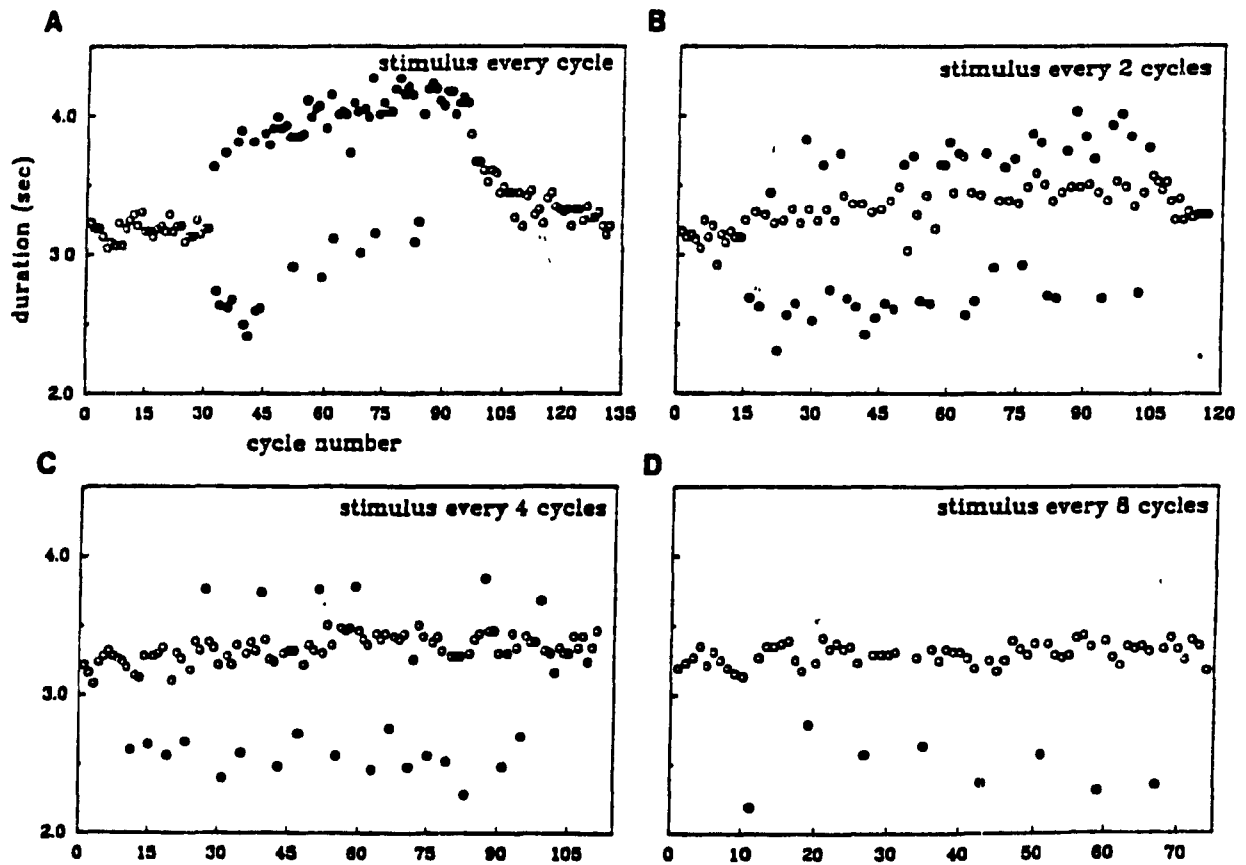 A
stimulus every cycle
4.0
3.0
2.0
duration (sec)
0 15 30 45 60 75 90 105 120 135
cycle number
B
stimulus every 2 cycles
0 15 30 45 60 75 90 105 120
C
stimulus every 4 cycles
4.0
3.0
2.0
0 15 30 45 60 75 90 105
D
stimulus every 8 cycles
0 10 20 30 40 50 60 70